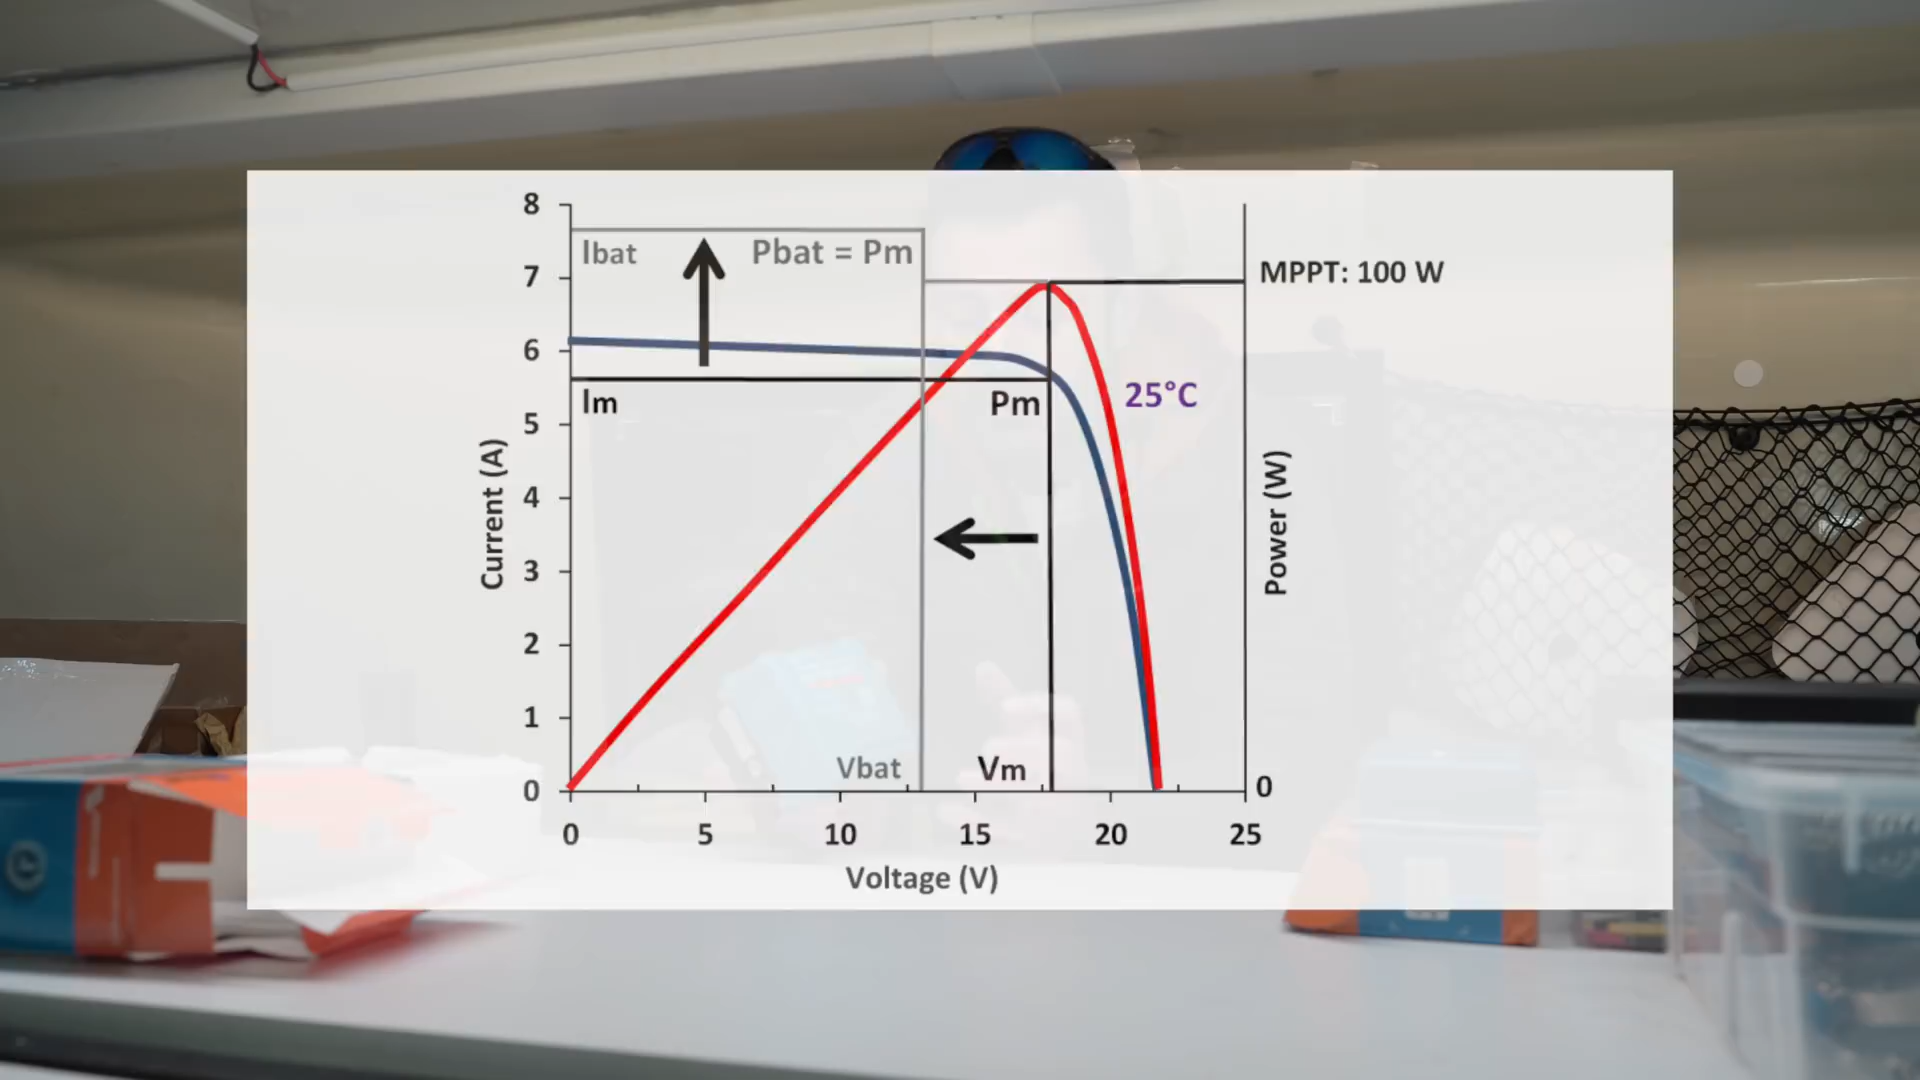 8
7
6
5
4
3
2
1
0
Current (A)
Ibat
Pbat = Pm
Im
Pm
25°C
MPPT: 100 W
Power (W)
Vbat
Vm
0
0
5
10
15
20
25
Voltage (V)